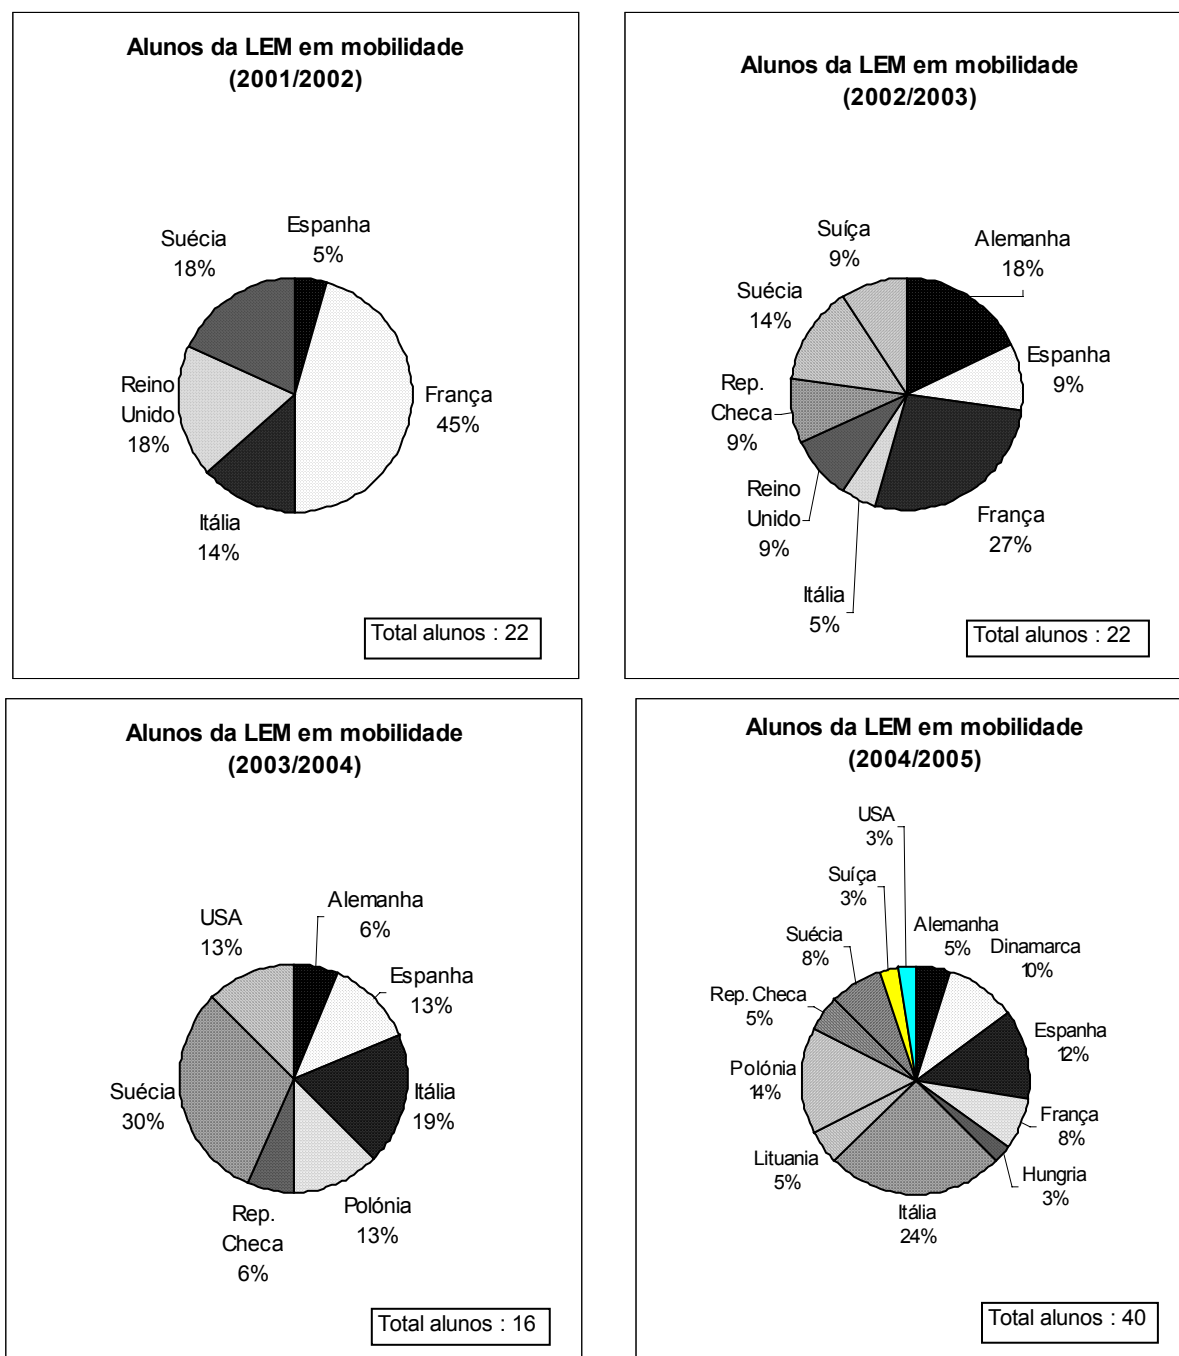 Alunos da LEM em mobilidade
(2001/2002)
Espanha
5%
Suécia
18%
França
45%
Reino
Unido
18%
Itália
14%
Total alunos : 22
Alunos da LEM em mobilidade
(2002/2003)
Suíça
9%
Alemanha
18%
Suécia
14%
Espanha
9%
Rep.
Checa
9%
Reino
Unido
9%
França
27%
Itália
5%
Total alunos : 22
Alunos da LEM em mobilidade
(2003/2004)
Alemanha
6%
USA
13%
Espanha
13%
Suécia
30%
Itália
19%
Polónia
13%
Rep.
Checa
6%
Total alunos : 16
Alunos da LEM em mobilidade
(2004/2005)
USA
3%
Suíça
3%
Alemanha
5%
Dinamarca
10%
Suécia
8%
Rep. Checa
5%
Espanha
12%
Polónia
14%
França
8%
Lituania
5%
Hungria
3%
Itália
24%
Total alunos : 40